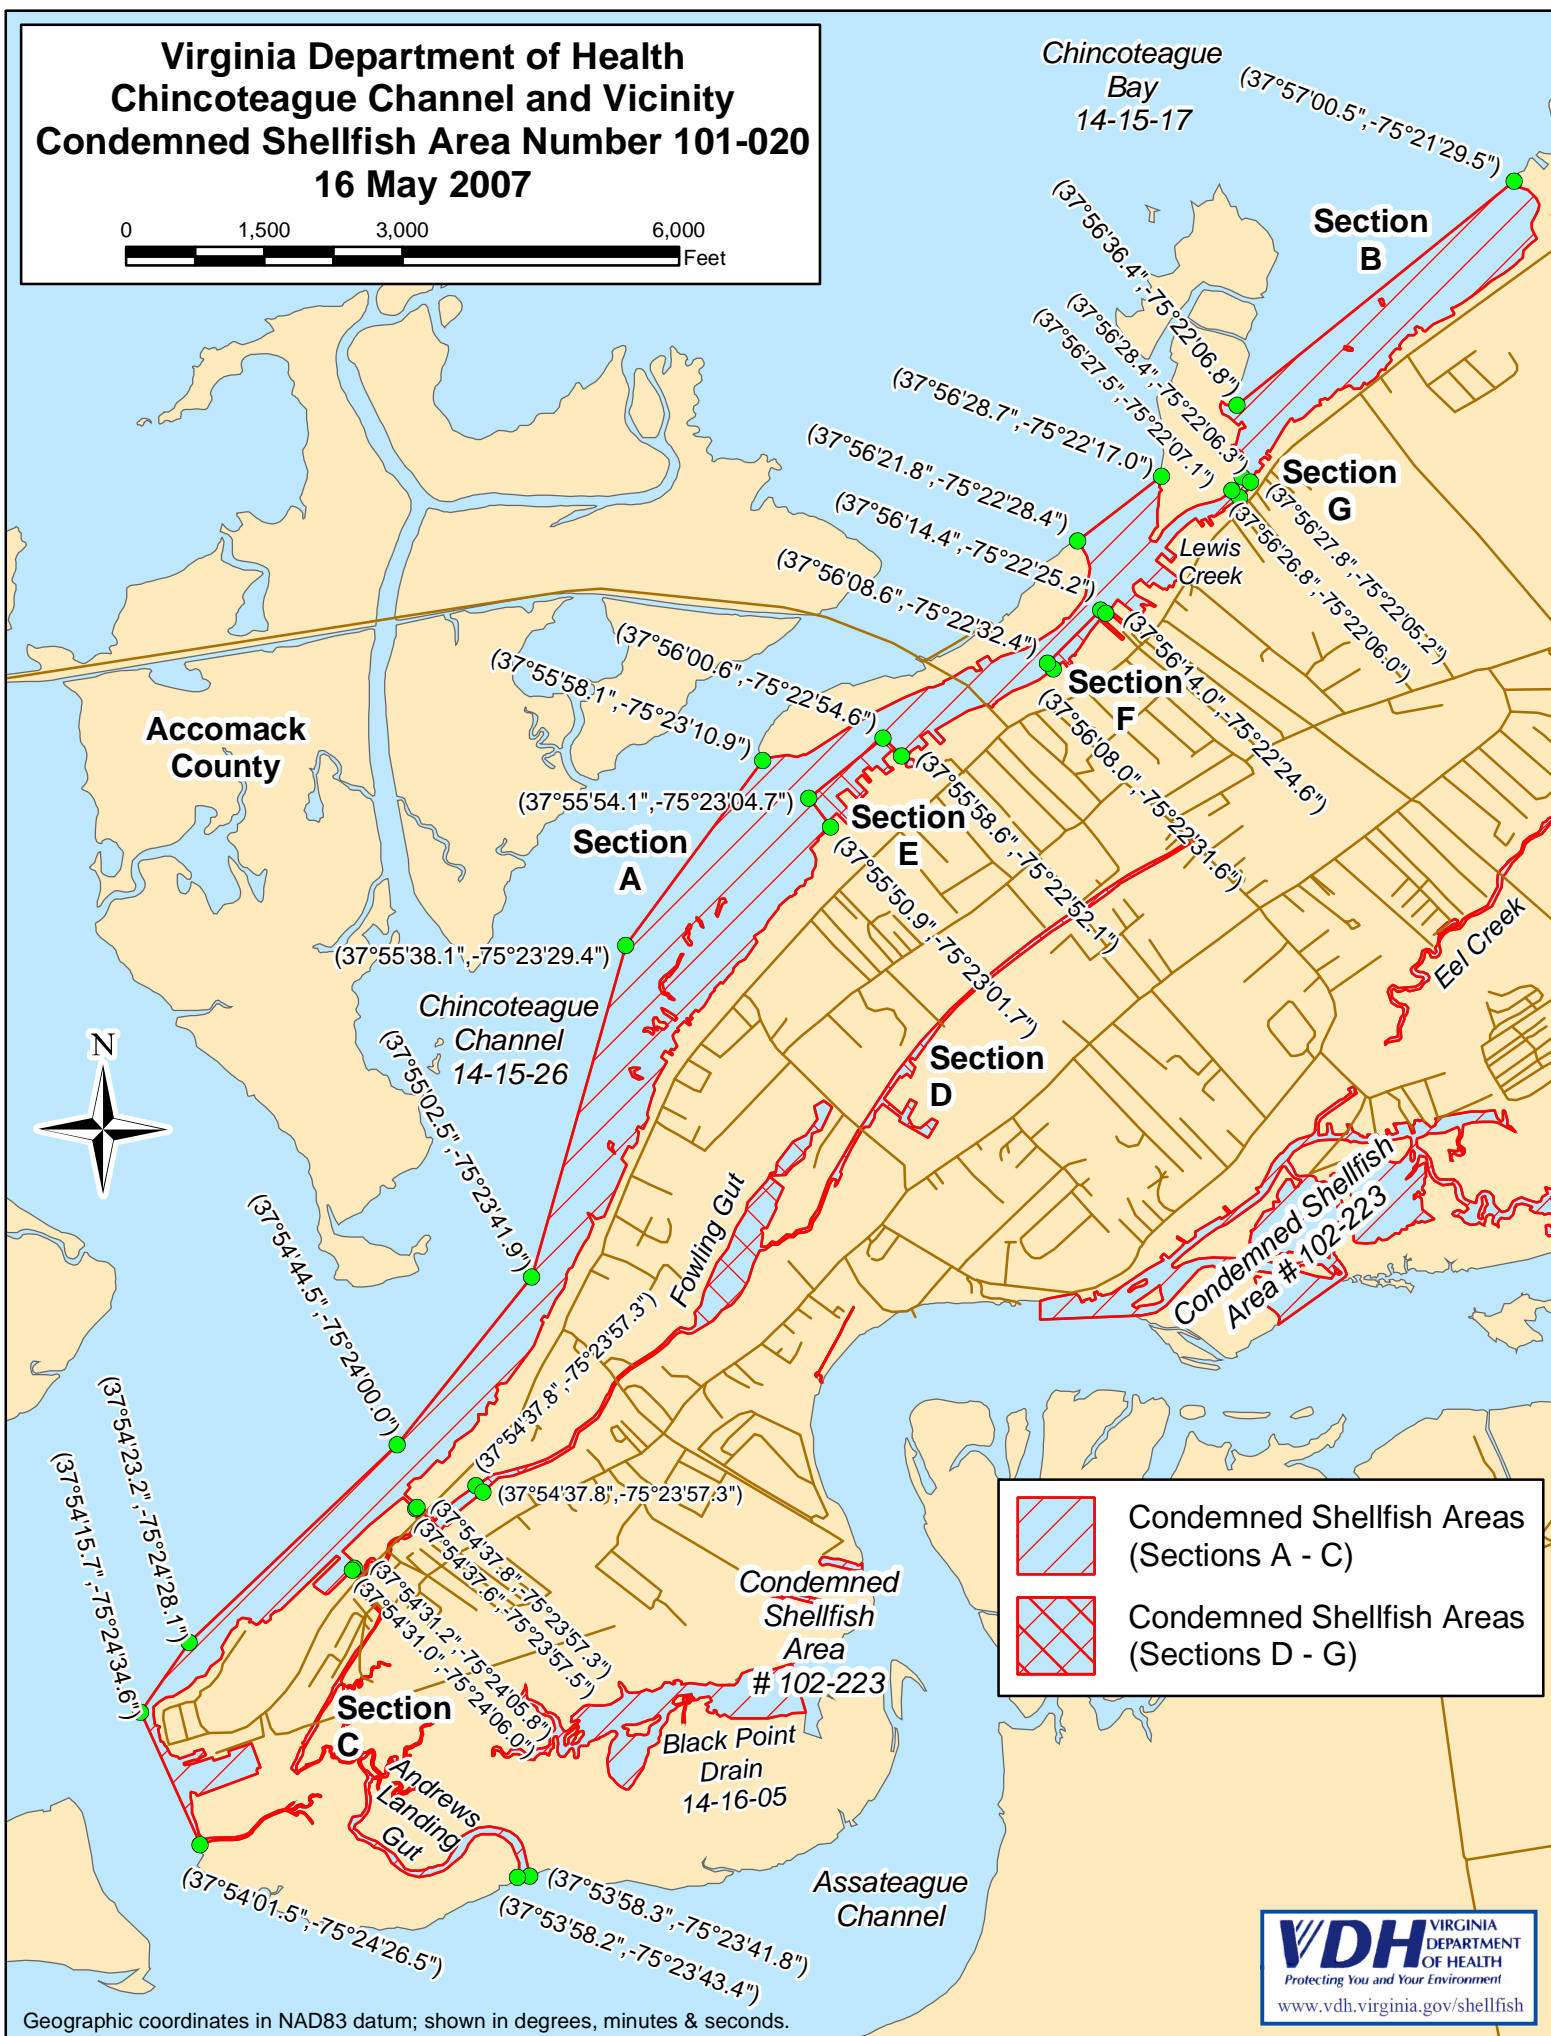 Virginia Department of Health
Chincoteague Channel and Vicinity
Condemned Shellfish Area Number 101-020
16 May 2007
0 1,500 3,000 6,000
Feet
Chincoteague
Bay
14-15-17
(37°57'00.5",-75°21'29.5")
Section
B
(37°56'36.4",-75°22'06.8")
(37°56'28.4",-75°22'06.3")
(37°56'27.5",-75°22'07.1")
(37°56'28.7",-75°22'17.0")
(37°56'21.8",-75°22'28.4")
(37°56'14.4",-75°22'25.2")
(37°56'08.6",-75°22'32.4")
Section
G
(37°56'27.8",-75°22'05.2")
(37°56'26.8",-75°22'06.0")
Lewis
Creek
(37°56'00.6",-75°22'54.6")
(37°55'58.1",-75°23'10.9")
(37°56'14.0",-75°22'24.6")
Section
F
(37°56'08.0",-75°22'31.6")
Accomack
County
(37°55'54.1",-75°23'04.7")
(37°55'58.6",-75°22'52.1")
Section
E
Section
A
(37°55'50.9",-75°23'01.7")
(37°55'38.1",-75°23'29.4")
Eel Creek
Chincoteague
Channel
14-15-26
N
(37°55'02.5",-75°23'41.9")
Section
D
Condemned Shellfish
Area # 102-223
Fowling Gut
(37°54'44.5",-75°24'00.0")
(37°54'37.8",-75°23'57.3")
(37°54'23.2",-75°24'28.1")
(37°54'15.7",-75°24'34.6")
(37°54'37.8",-75°23'57.3")
(37°54'37.8",-75°23'57.3")
(37°54'37.6",-75°23'57.5")
(37°54'31.2",-75°24'05.8")
(37°54'31.0",-75°24'06.0")
Condemned Shellfish Areas
(Sections A - C)
Condemned Shellfish Areas
(Sections D - G)
Condemned
Shellfish
Area
# 102-223
Section
C
Black Point
Drain
14-16-05
Andrews
Landing
Gut
(37°54'01.5",-75°24'26.5")
(37°53'58.3",-75°23'41.8")
(37°53'58.2",-75°23'43.4")
Assateague
Channel
VDH VIRGINIA
DEPARTMENT
OF HEALTH
Protecting You and Your Environment
www.vdh.virginia.gov/shellfish
Geographic coordinates in NAD83 datum; shown in degrees, minutes & seconds.